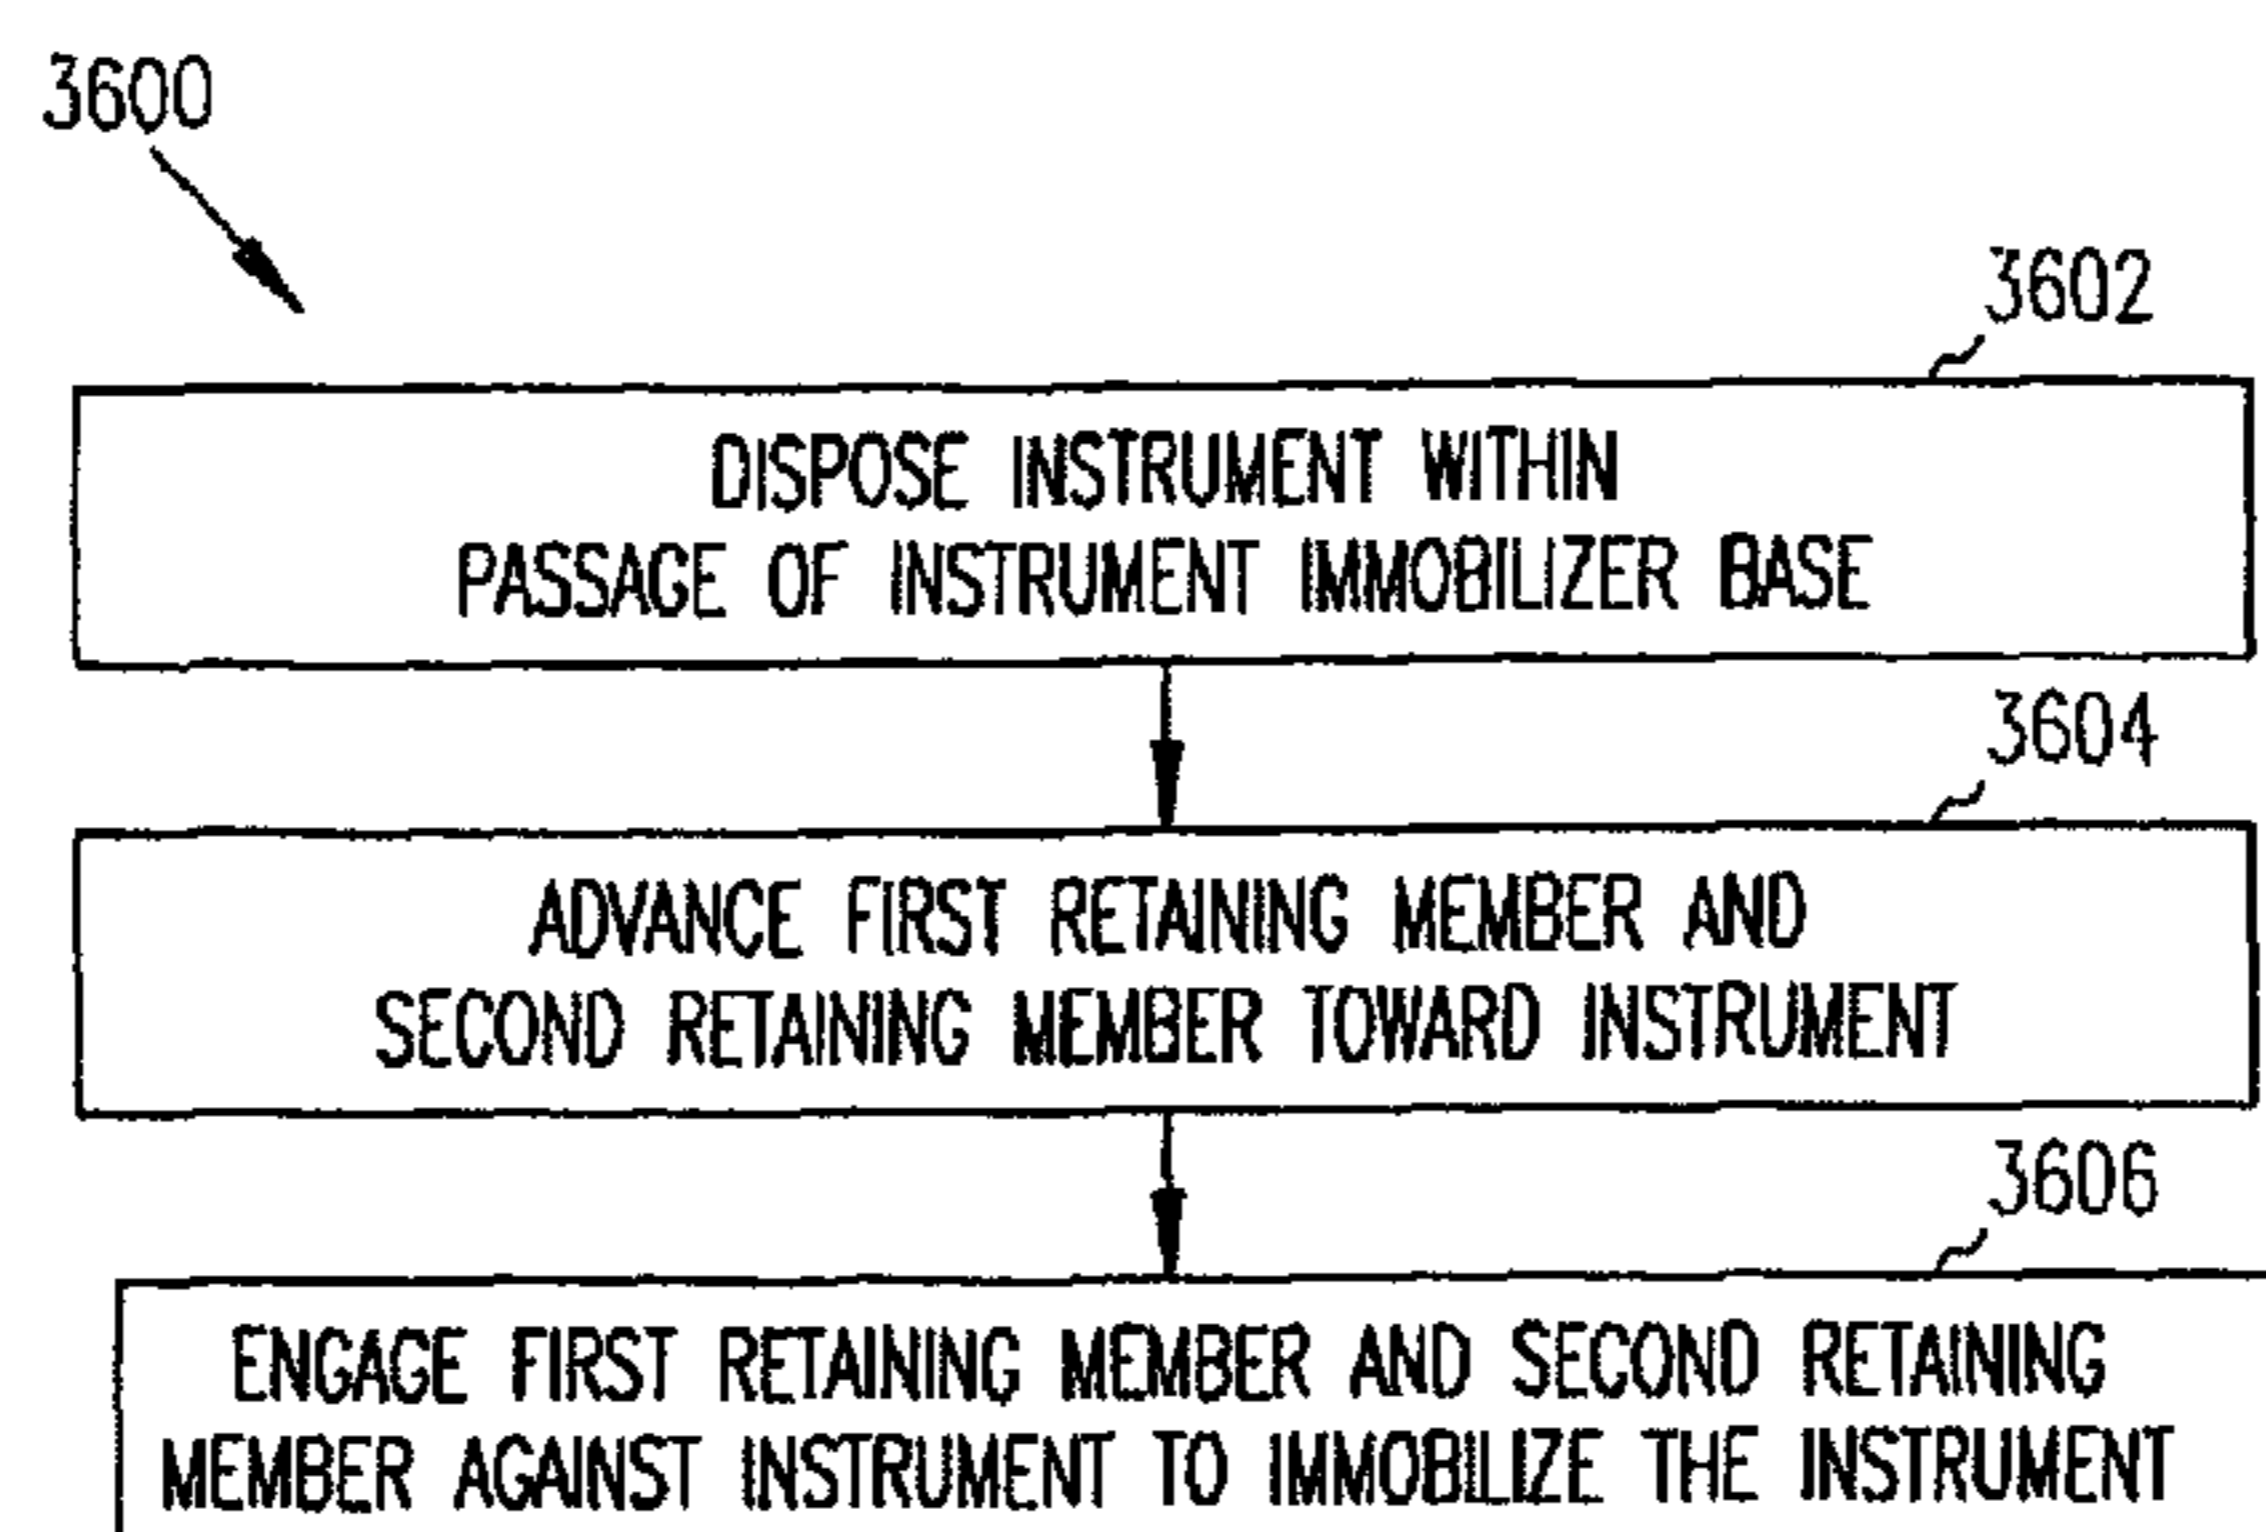 3600
3602
DISPOSE INSTRUMENT WITHIN
PASSAGE OF INSTRUMENT IMMOBILIZER BASE
3604
ADVANCE FIRST RETAINING MEMBER AND
SECOND RETAINING MEMBER TOWARD INSTRUMENT
3606
ENGAGE FIRST RETAINING MEMBER AND SECOND RETAINING
MEMBER AGAINST INSTRUMENT TO IMMOBILIZE THE INSTRUMENT